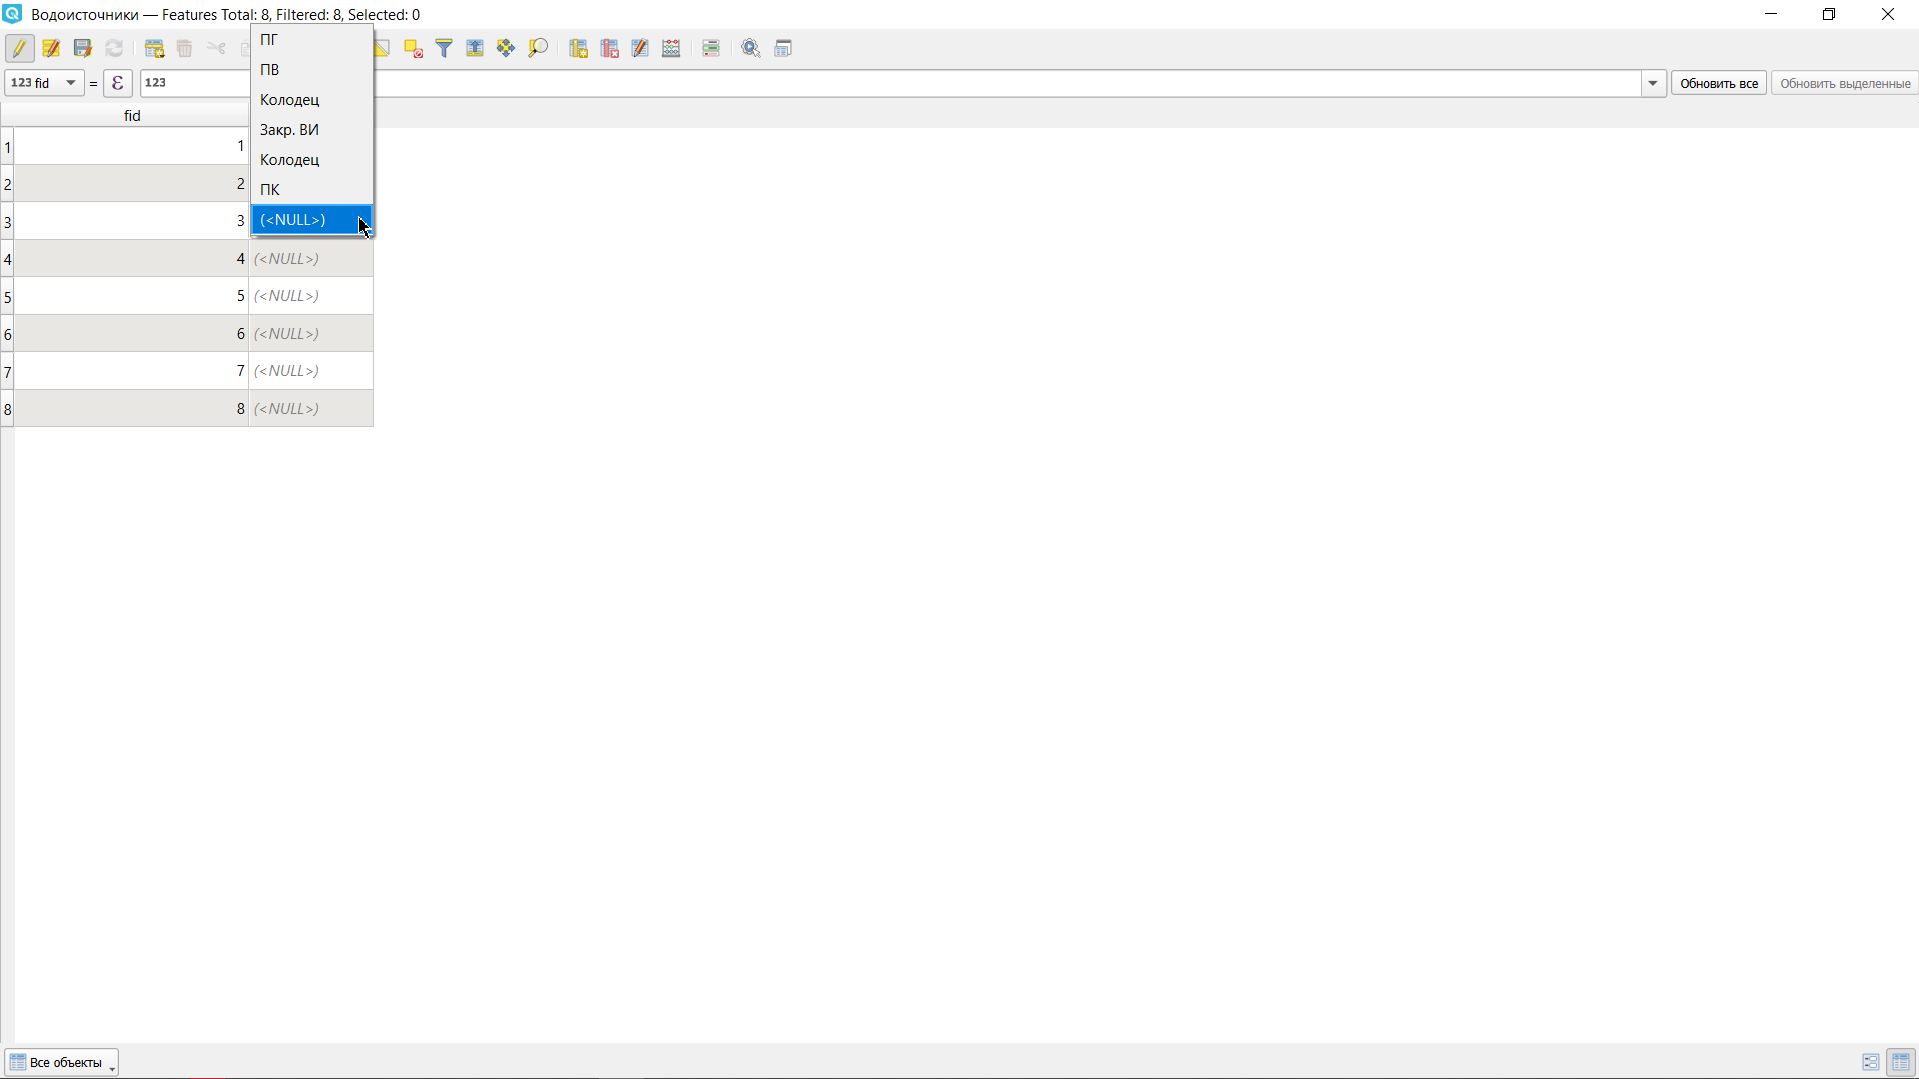 Водоисточники — Features Total: 8, Filtered: 8, Selected: 0
ПГ
ПВ
Колодец
Закр. ВИ
Колодец
ПК
(<NULL>)
123 fid = ε 123 Обновить все Обновить выделенные
fid
1 1
2 2
3 3
4 4 (<NULL>)
5 5 (<NULL>)
6 6 (<NULL>)
7 7 (<NULL>)
8 8 (<NULL>)
Все объекты